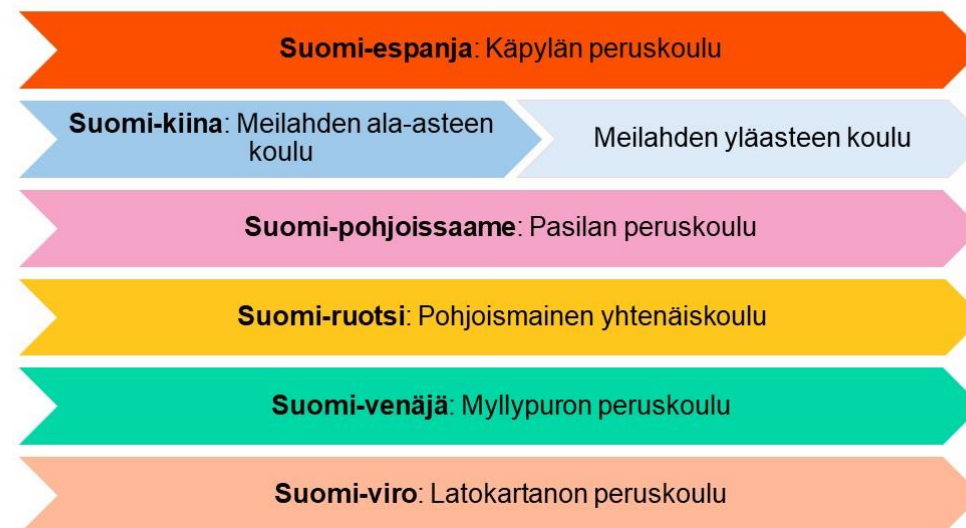 Suomi-espanja: Käpylän peruskoulu
Suomi-kiina: Meilahden ala-asteen
koulu
Meilahden yläasteen koulu
Suomi-pohjoissaame: Pasilan peruskoulu
Suomi-ruotsi: Pohjoismainen yhtenäiskoulu
Suomi-venäjä: Myllypuron peruskoulu
Suomi-viro: Latokartanon peruskoulu